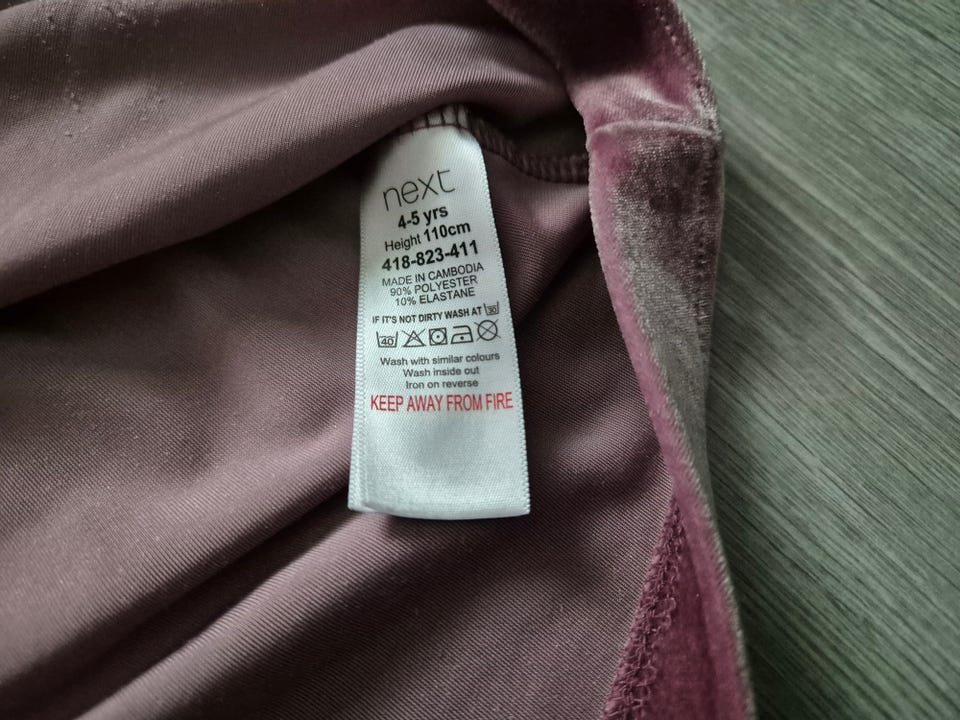 next
4-5 yrs
Height 110cm
418-823-411
MADE IN CAMBODIA
90% POLYESTER
10% ELASTANE
IF IT'S NOT DIRTY WASH AT 30
40
Wash with similar colours
Wash inside out
Iron on reverse
KEEP AWAY FROM FIRE